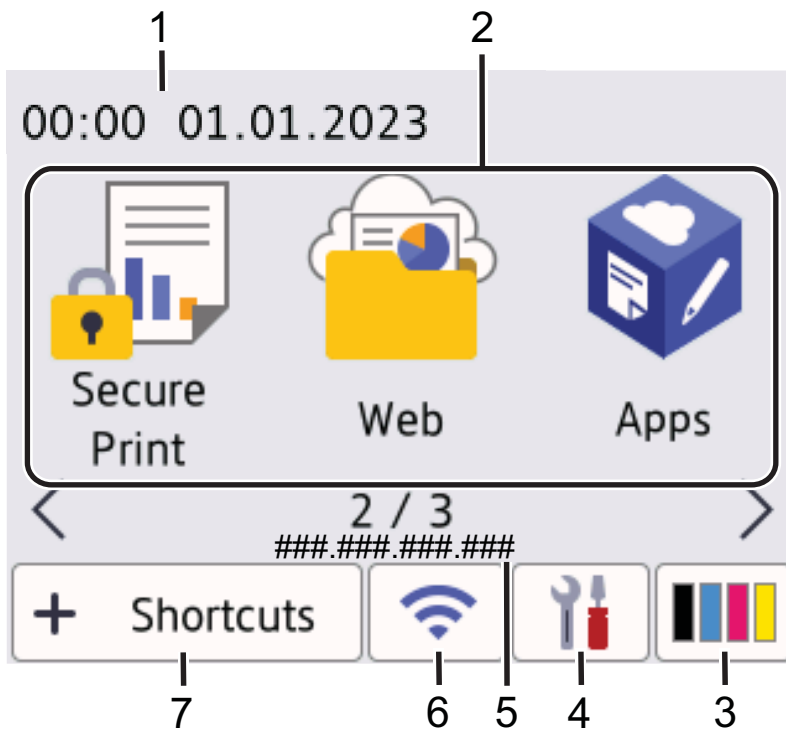 1 2
00:00 01.01.2023
Secure
Print
Web
Apps
2 / 3
###.###.###.###
+ Shortcuts
7 6 5 4 3